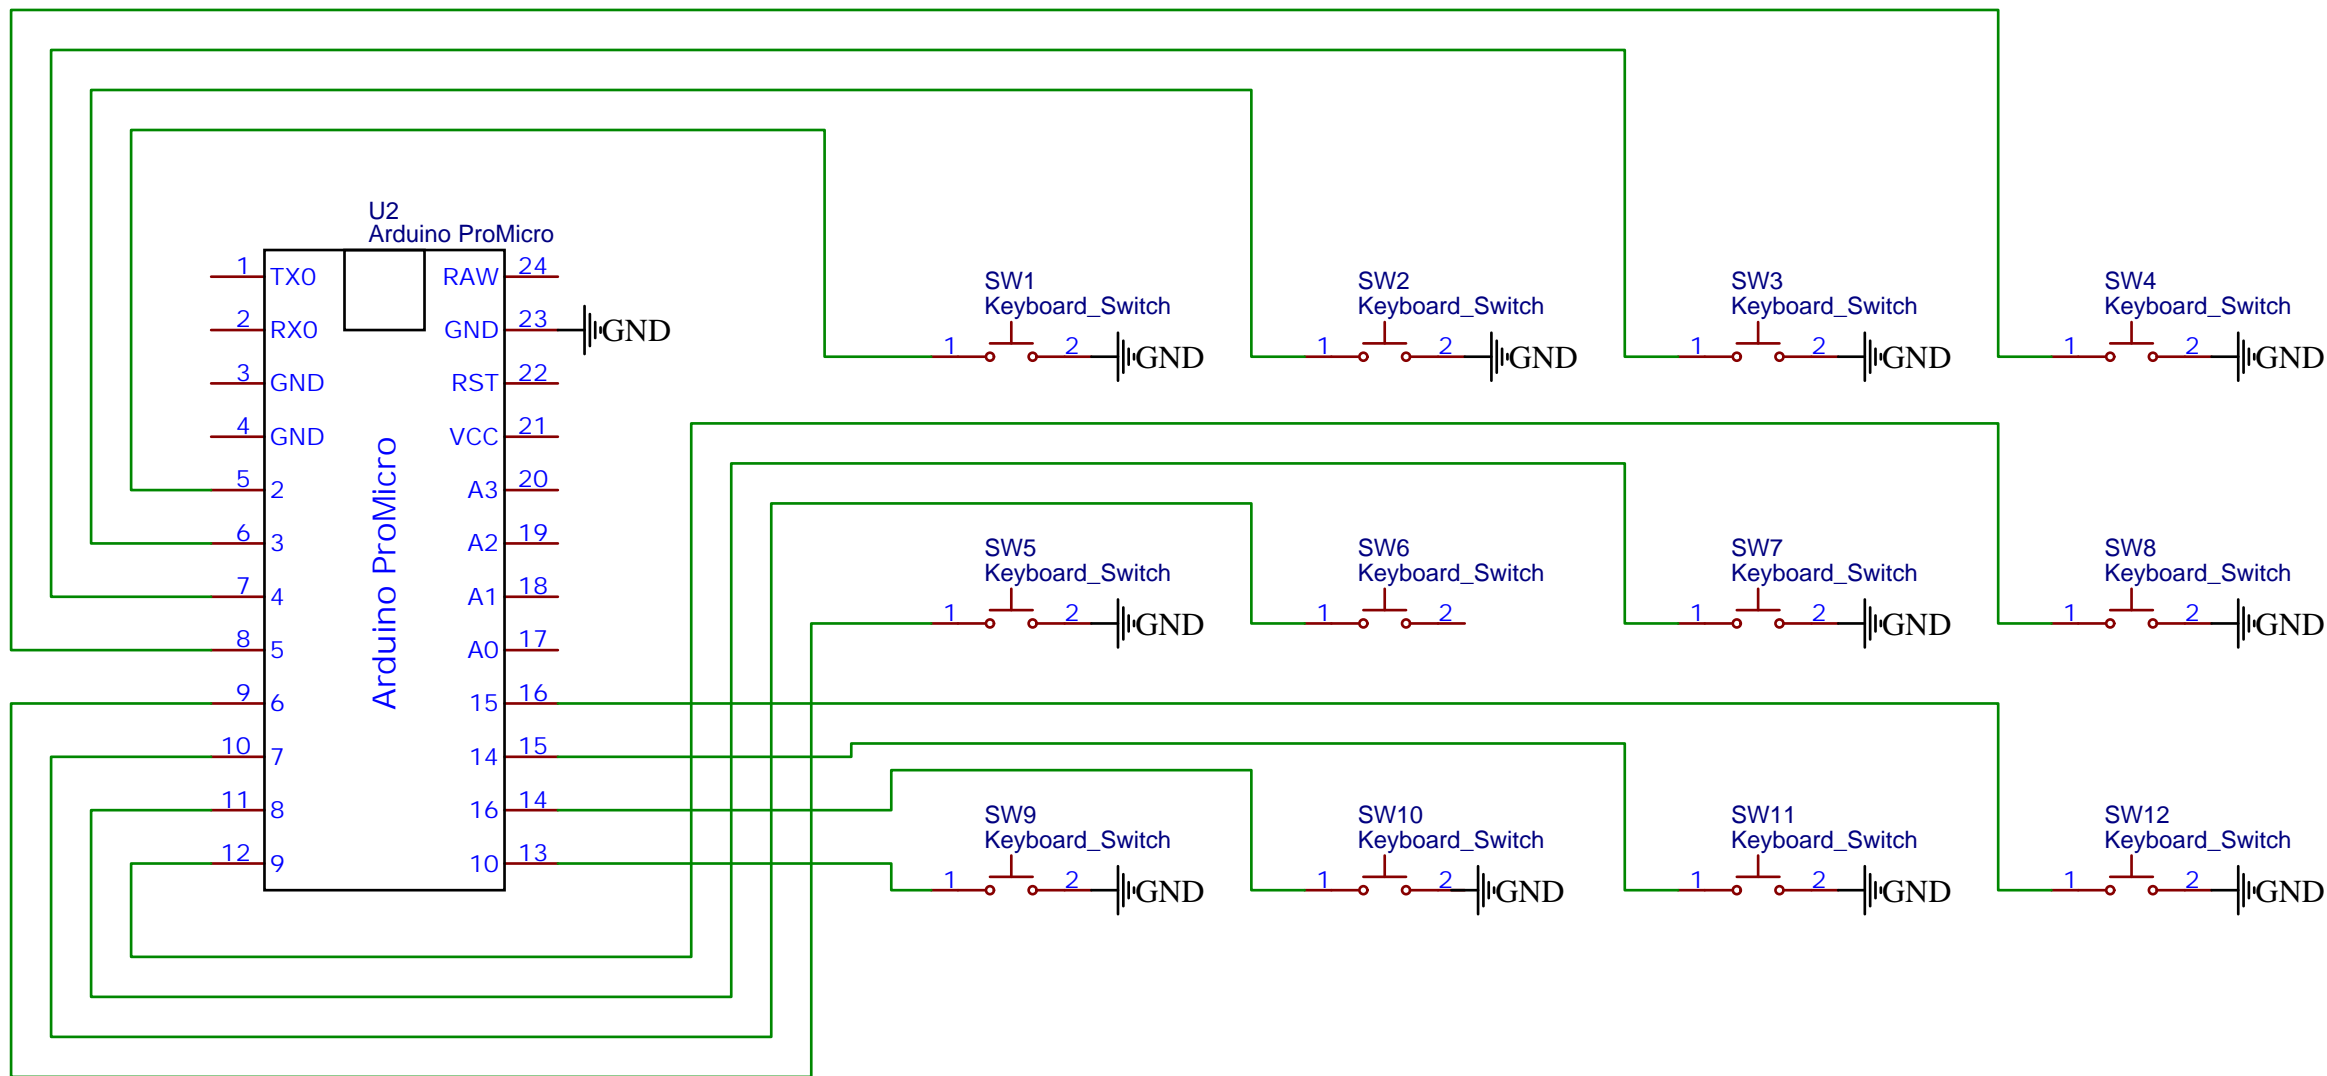 U2
Arduino ProMicro
1 TX0 RAW 24
2 RX0 GND 23 GND
3 GND RST 22
4 GND VCC 21
5 2 A3 20
6 3 A2 19
7 4 A1 18
8 5 A0 17
9 6 15 16
10 7 14 15
11 8 16 14
12 9 10 13
Arduino ProMicro
SW1
Keyboard_Switch
1 2 GND
SW2
Keyboard_Switch
1 2 GND
SW3
Keyboard_Switch
1 2 GND
SW4
Keyboard_Switch
1 2 GND
SW5
Keyboard_Switch
1 2 GND
SW6
Keyboard_Switch
1 2
SW7
Keyboard_Switch
1 2 GND
SW8
Keyboard_Switch
1 2 GND
SW9
Keyboard_Switch
1 2 GND
SW10
Keyboard_Switch
1 2 GND
SW11
Keyboard_Switch
1 2 GND
SW12
Keyboard_Switch
1 2 GND